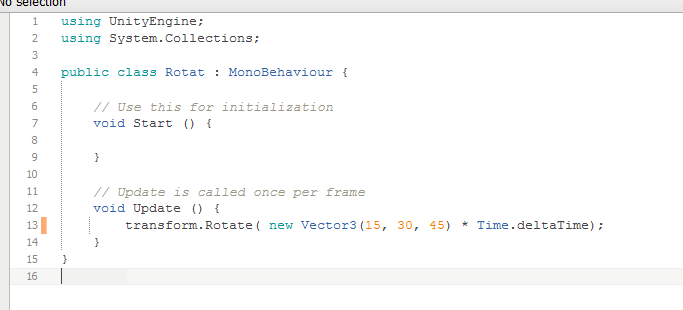 No selection
1 using UnityEngine;
2 using System.Collections;
3
4 public class Rotat : MonoBehaviour {
5
6 // Use this for initialization
7 void Start () {
8
9 }
10
11 // Update is called once per frame
12 void Update () {
13 transform.Rotate( new Vector3(15, 30, 45) * Time.deltaTime);
14 }
15 }
16